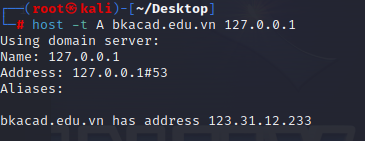 ┌──(root㉿kali)-[~/Desktop]
└─# host -t A bkacad.edu.vn 127.0.0.1
Using domain server:
Name: 127.0.0.1
Address: 127.0.0.1#53
Aliases:
bkacad.edu.vn has address 123.31.12.233